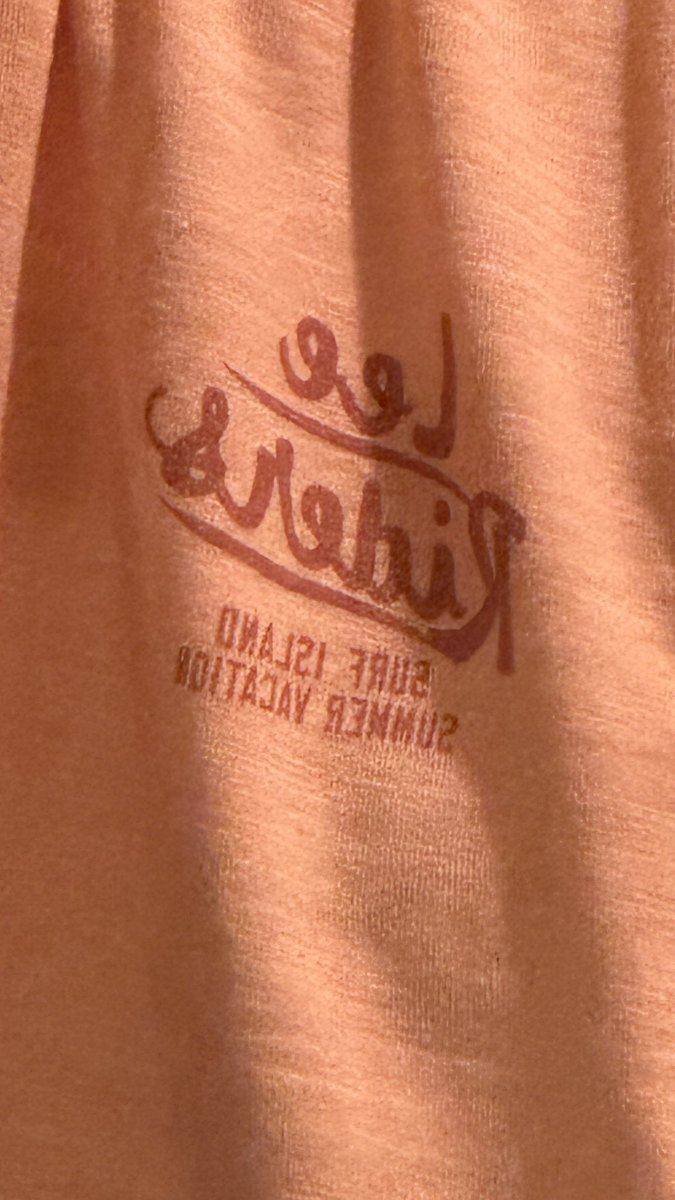 Lee
Riders
SURF ISLAND
SUMMER VACATION